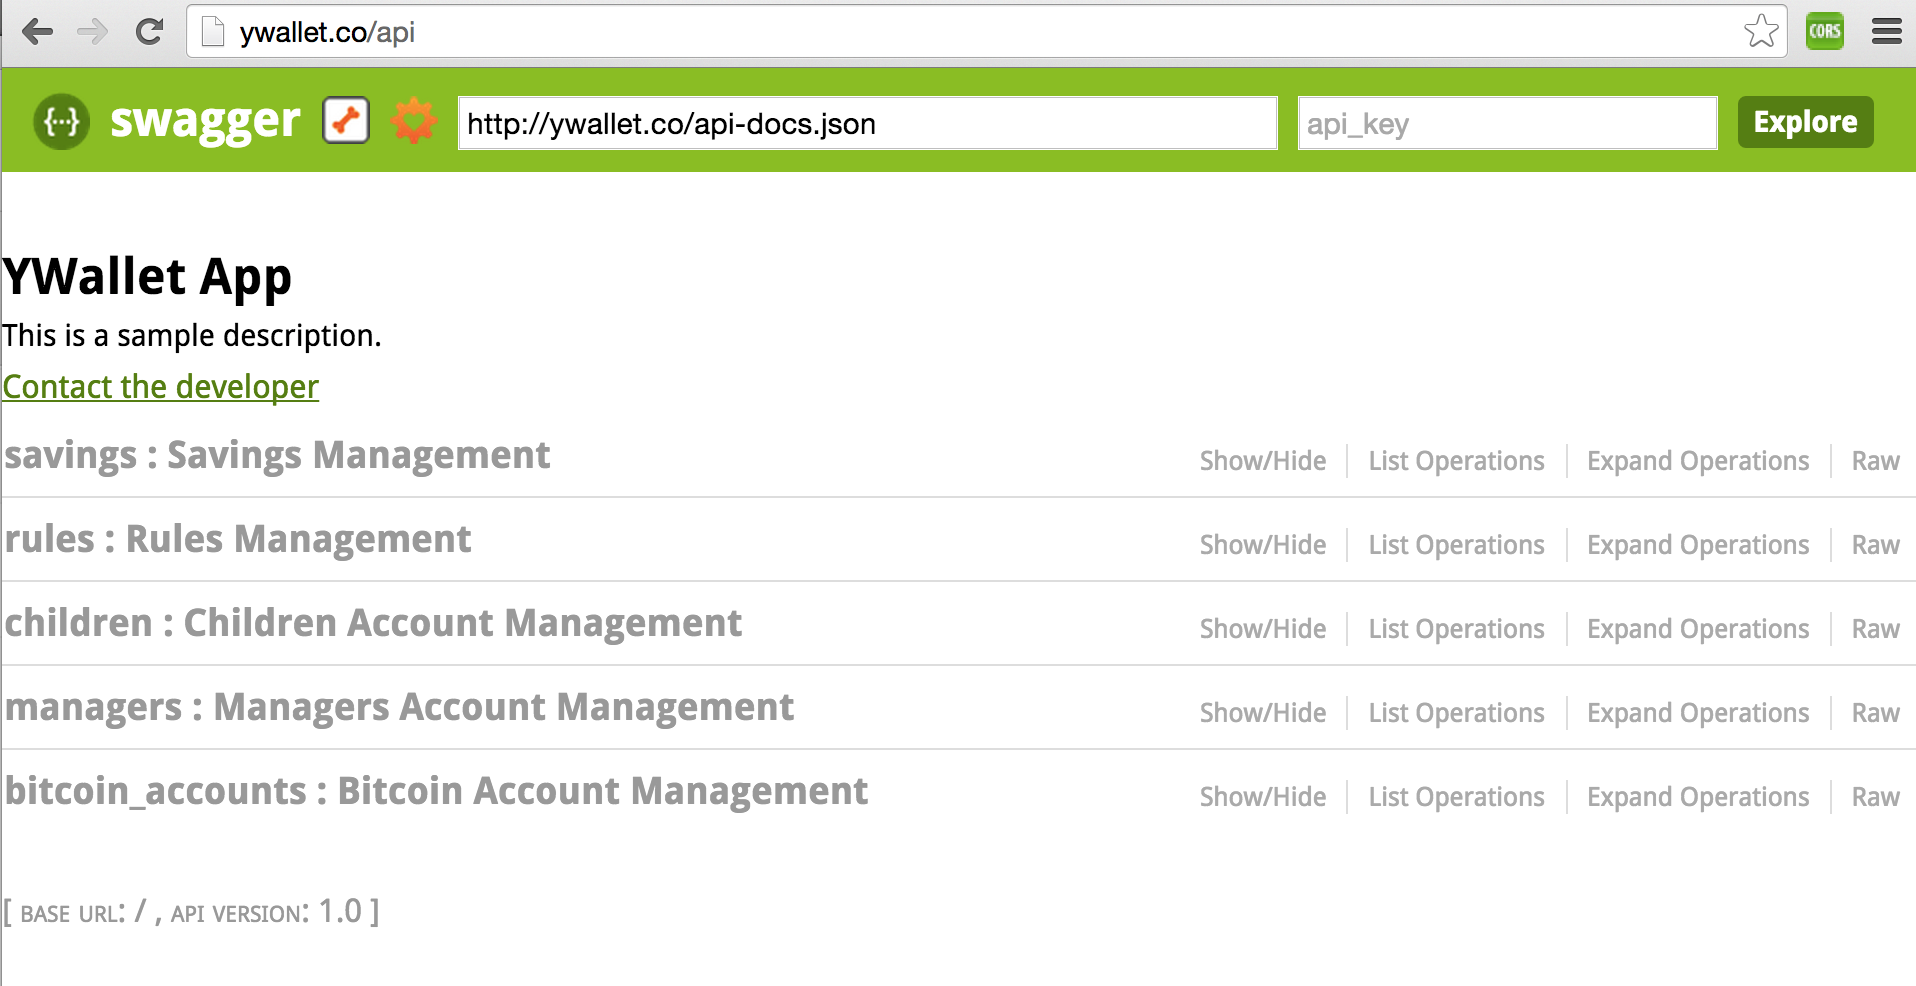 ywallet.co/api
CORS
{···} swagger http://ywallet.co/api-docs.json api_key Explore
YWallet App
This is a sample description.
Contact the developer
savings : Savings Management Show/Hide List Operations Expand Operations Raw
rules : Rules Management Show/Hide List Operations Expand Operations Raw
children : Children Account Management Show/Hide List Operations Expand Operations Raw
managers : Managers Account Management Show/Hide List Operations Expand Operations Raw
bitcoin_accounts : Bitcoin Account Management Show/Hide List Operations Expand Operations Raw
[ BASE URL: / , API VERSION: 1.0 ]